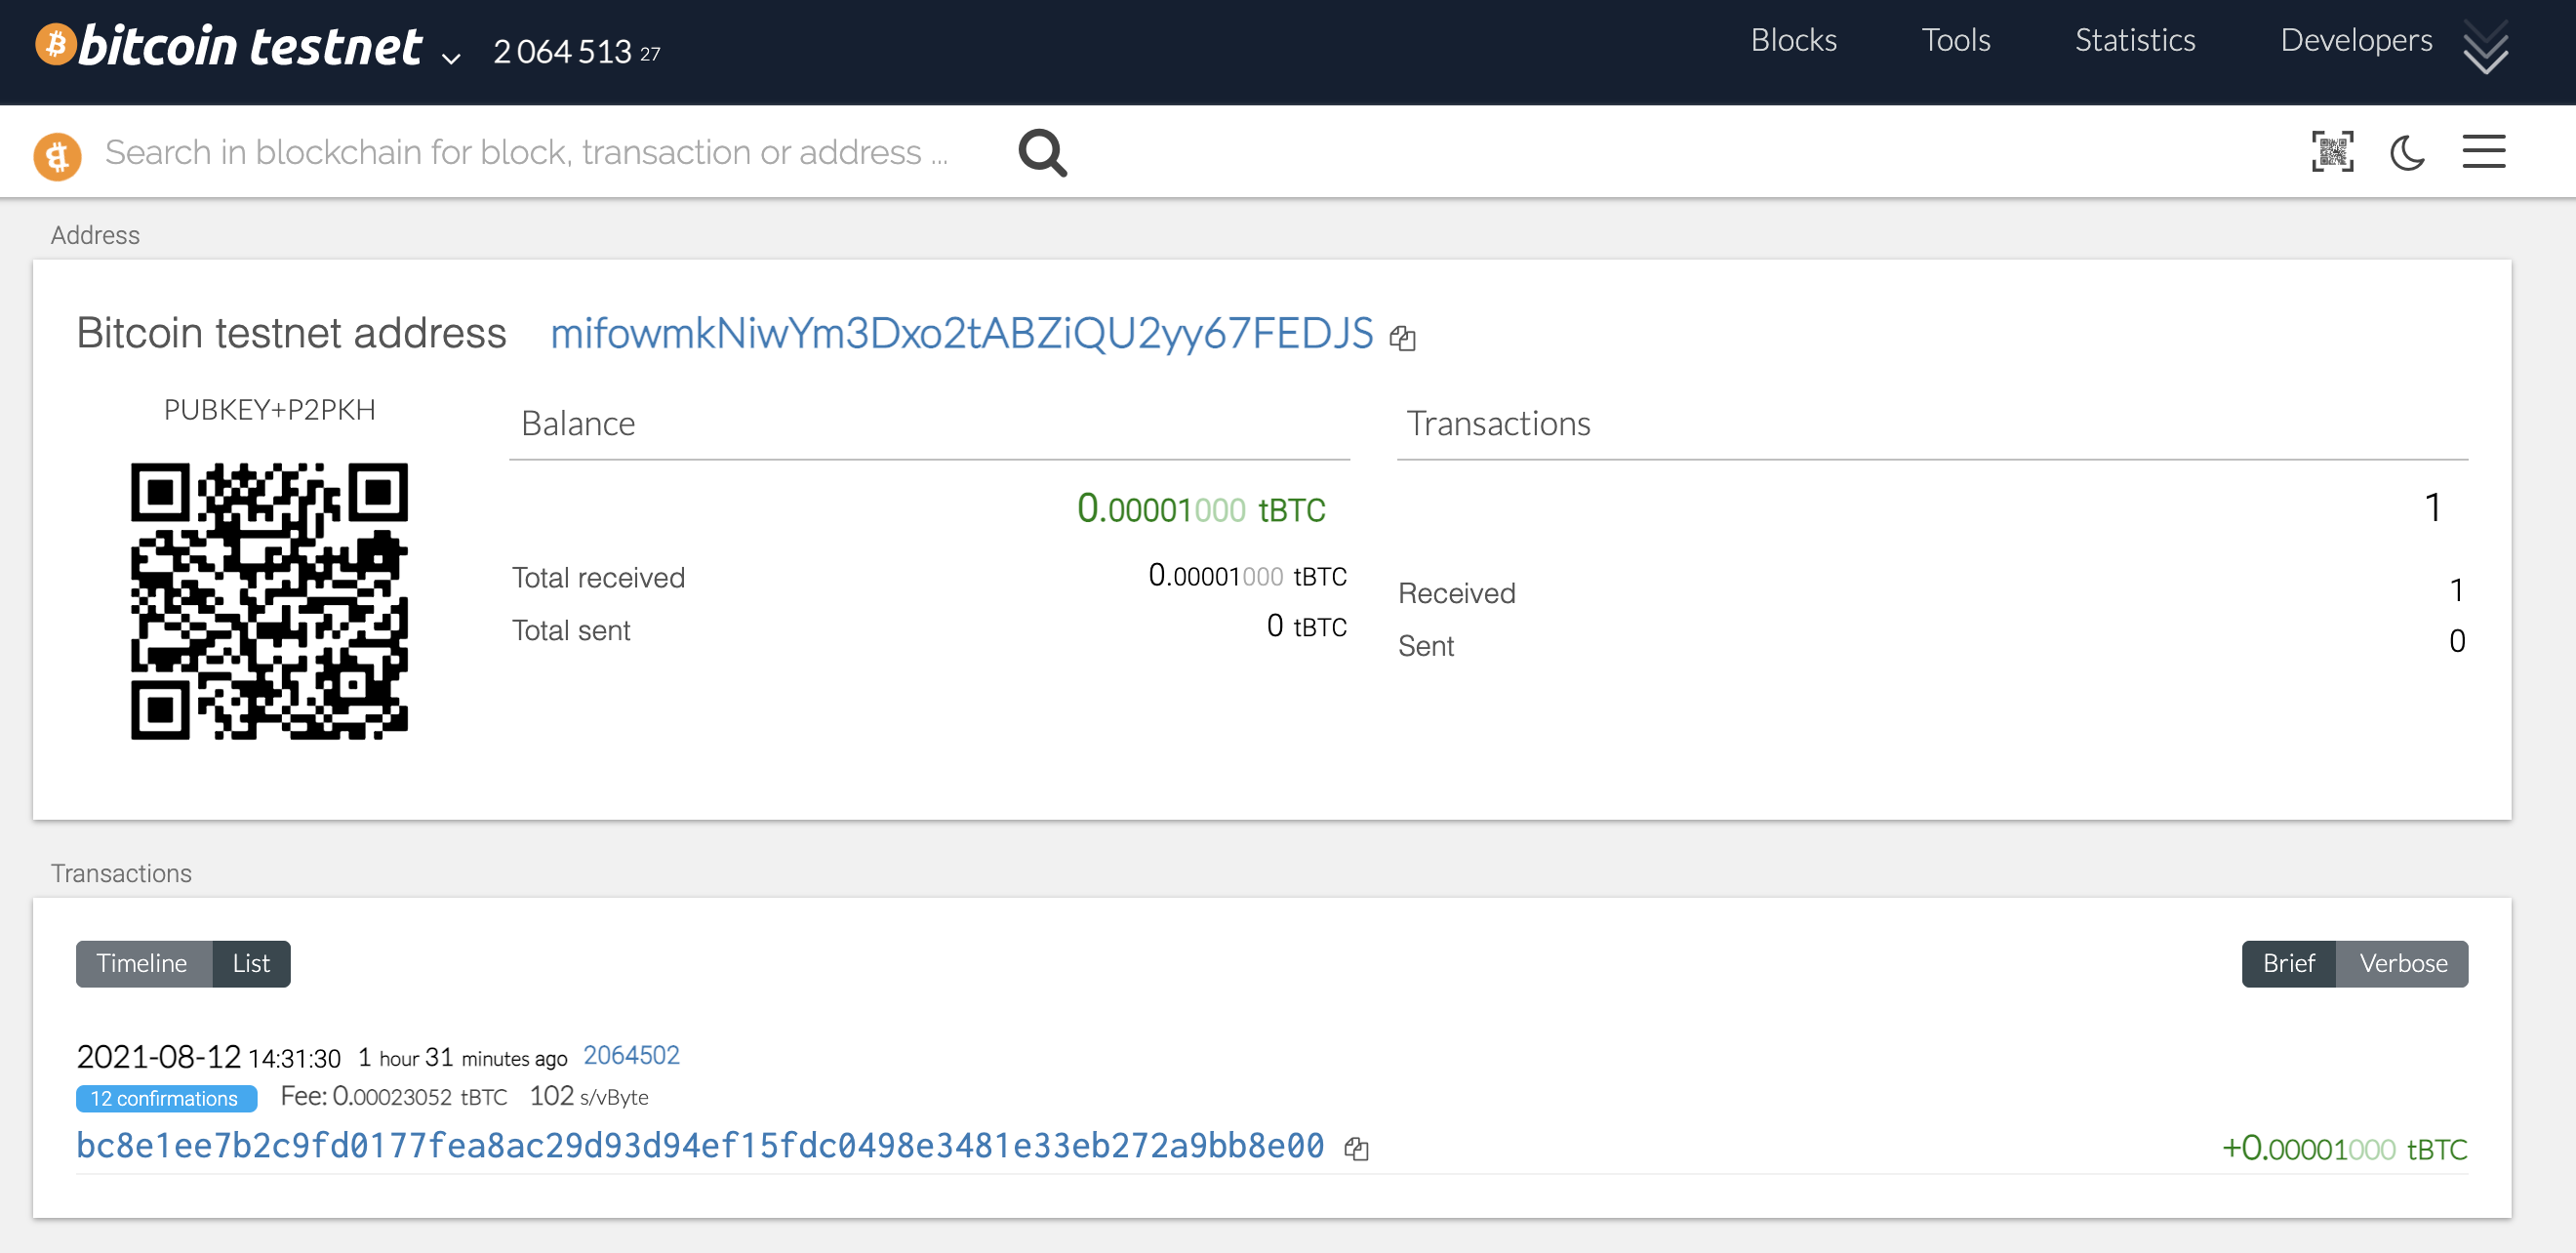 bitcoin testnet 2 064 513 27 Blocks Tools Statistics Developers
Search in blockchain for block, transaction or address ...
Address
Bitcoin testnet address mifowmkNiwYm3Dxo2tABZiQU2yy67FEDJS
PUBKEY+P2PKH
Balance
0.00001000 tBTC
Total received 0.00001000 tBTC
Total sent 0 tBTC
Transactions
1
Received 1
Sent 0
Transactions
Timeline List Brief Verbose
2021-08-12 14:31:30 1 hour 31 minutes ago 2064502
12 confirmations Fee: 0.00023052 tBTC 102 s/vByte
bc8e1ee7b2c9fd0177fea8ac29d93d94ef15fdc0498e3481e33eb272a9bb8e00 +0.00001000 tBTC